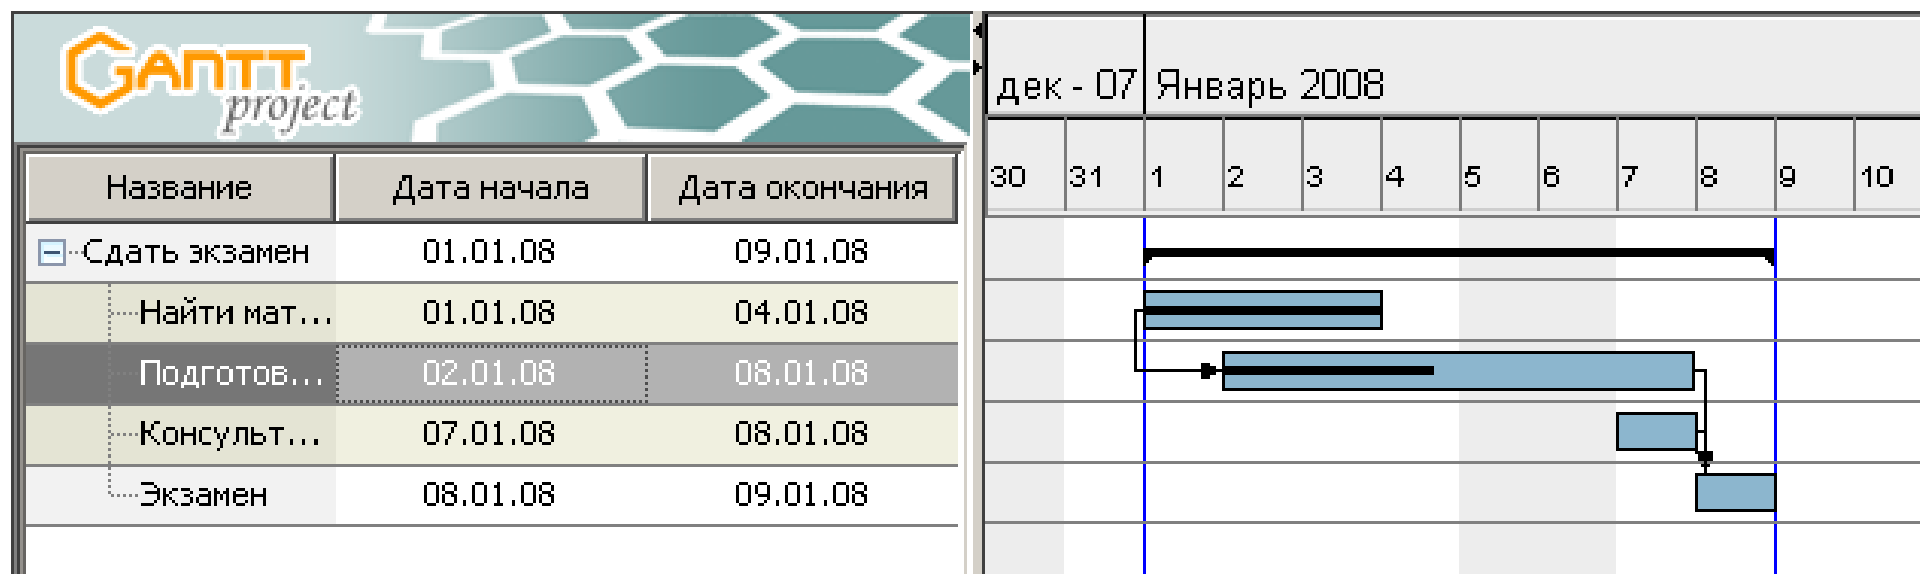 GANTT
project
дек - 07 Январь 2008
30 31 1 2 3 4 5 6 7 8 9 10
Название Дата начала Дата окончания
Сдать экзамен 01.01.08 09.01.08
Найти мат... 01.01.08 04.01.08
Подготов... 02.01.08 08.01.08
Консульт... 07.01.08 08.01.08
Экзамен 08.01.08 09.01.08